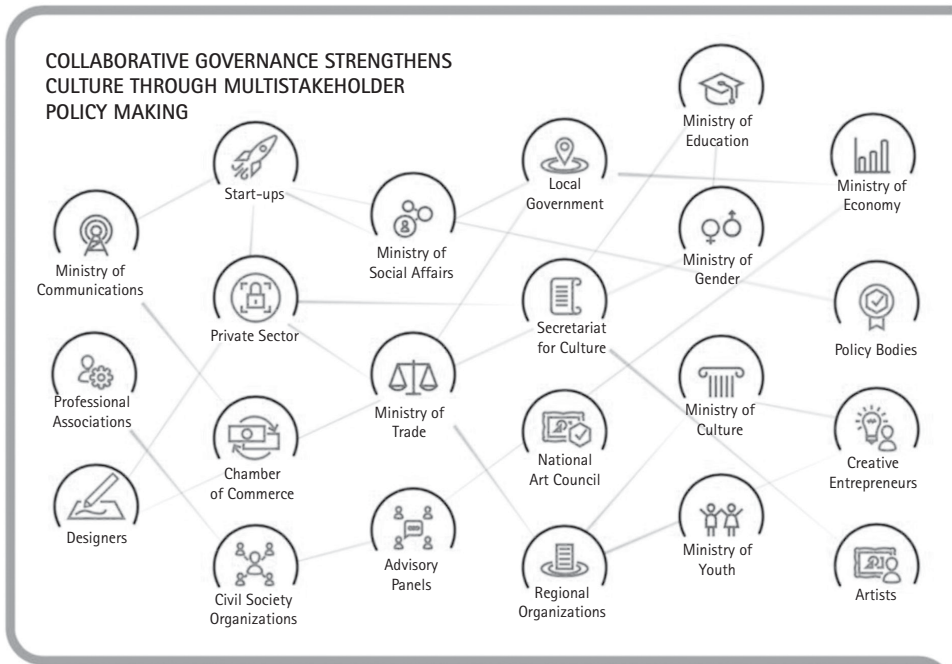 COLLABORATIVE GOVERNANCE STRENGTHENS
CULTURE THROUGH MULTISTAKEHOLDER
POLICY MAKING
Ministry of
Education
Start-ups
Local
Government
Ministry of
Economy
Ministry of
Social Affairs
Ministry of
Gender
Ministry of
Communications
Private Sector
Secretariat
for Culture
Policy Bodies
Professional
Associations
Ministry of
Trade
Ministry of
Culture
Chamber
of Commerce
National
Art Council
Creative
Entrepreneurs
Designers
Advisory
Panels
Ministry of
Youth
Civil Society
Organizations
Regional
Organizations
Artists